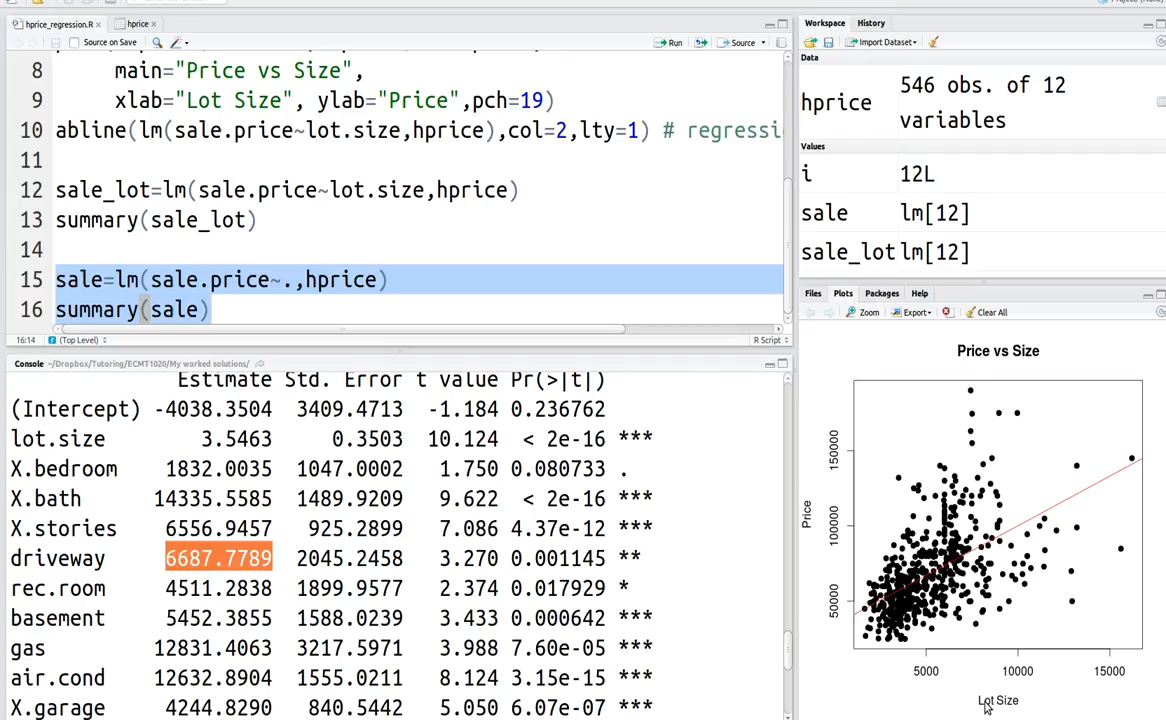 hprice_regression.R
hprice
Source on Save
Run
Source
8 main="Price vs Size",
9 xlab="Lot Size", ylab="Price",pch=19)
10 abline(lm(sale.price~lot.size,hprice),col=2,lty=1) # regressi
11
12 sale_lot=lm(sale.price~lot.size,hprice)
13 summary(sale_lot)
14
15 sale=lm(sale.price~.,hprice)
16 summary(sale)
16:14 (Top Level) R Script
Console ~/Dropbox/Tutoring/ECMT1020/My worked solutions/
Estimate Std. Error t value Pr(>|t|)
(Intercept) -4038.3504 3409.4713 -1.184 0.236762
lot.size 3.5463 0.3503 10.124 < 2e-16 ***
X.bedroom 1832.0035 1047.0002 1.750 0.080733 .
X.bath 14335.5585 1489.9209 9.622 < 2e-16 ***
X.stories 6556.9457 925.2899 7.086 4.37e-12 ***
driveway 6687.7789 2045.2458 3.270 0.001145 **
rec.room 4511.2838 1899.9577 2.374 0.017929 *
basement 5452.3855 1588.0239 3.433 0.000642 ***
gas 12831.4063 3217.5971 3.988 7.60e-05 ***
air.cond 12632.8904 1555.0211 8.124 3.15e-15 ***
X.garage 4244.8290 840.5442 5.050 6.07e-07 ***
Workspace History
Import Dataset
Data
hprice 546 obs. of 12
variables
Values
i 12L
sale lm[12]
sale_lot lm[12]
Files Plots Packages Help
Zoom Export Clear All
Price vs Size
150000
100000
50000
Price
5000 10000 15000
Lot Size